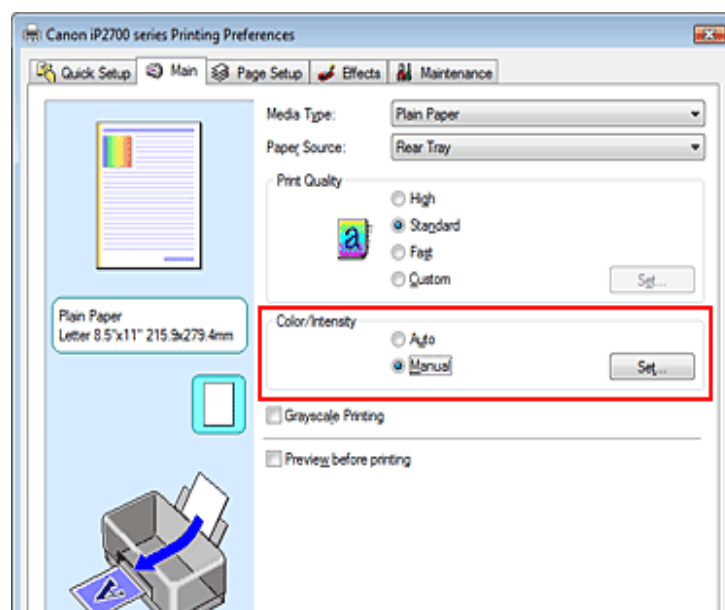 Canon iP2700 series Printing Preferences
Quick Setup Main Page Setup Effects Maintenance
Media Type: Plain Paper
Paper Source: Rear Tray
Print Quality
High
a Standard
Fast
Custom Set...
Plain Paper
Letter 8.5"x11" 215.9x279.4mm
Color/Intensity
Auto
Manual Set...
Grayscale Printing
Preview before printing